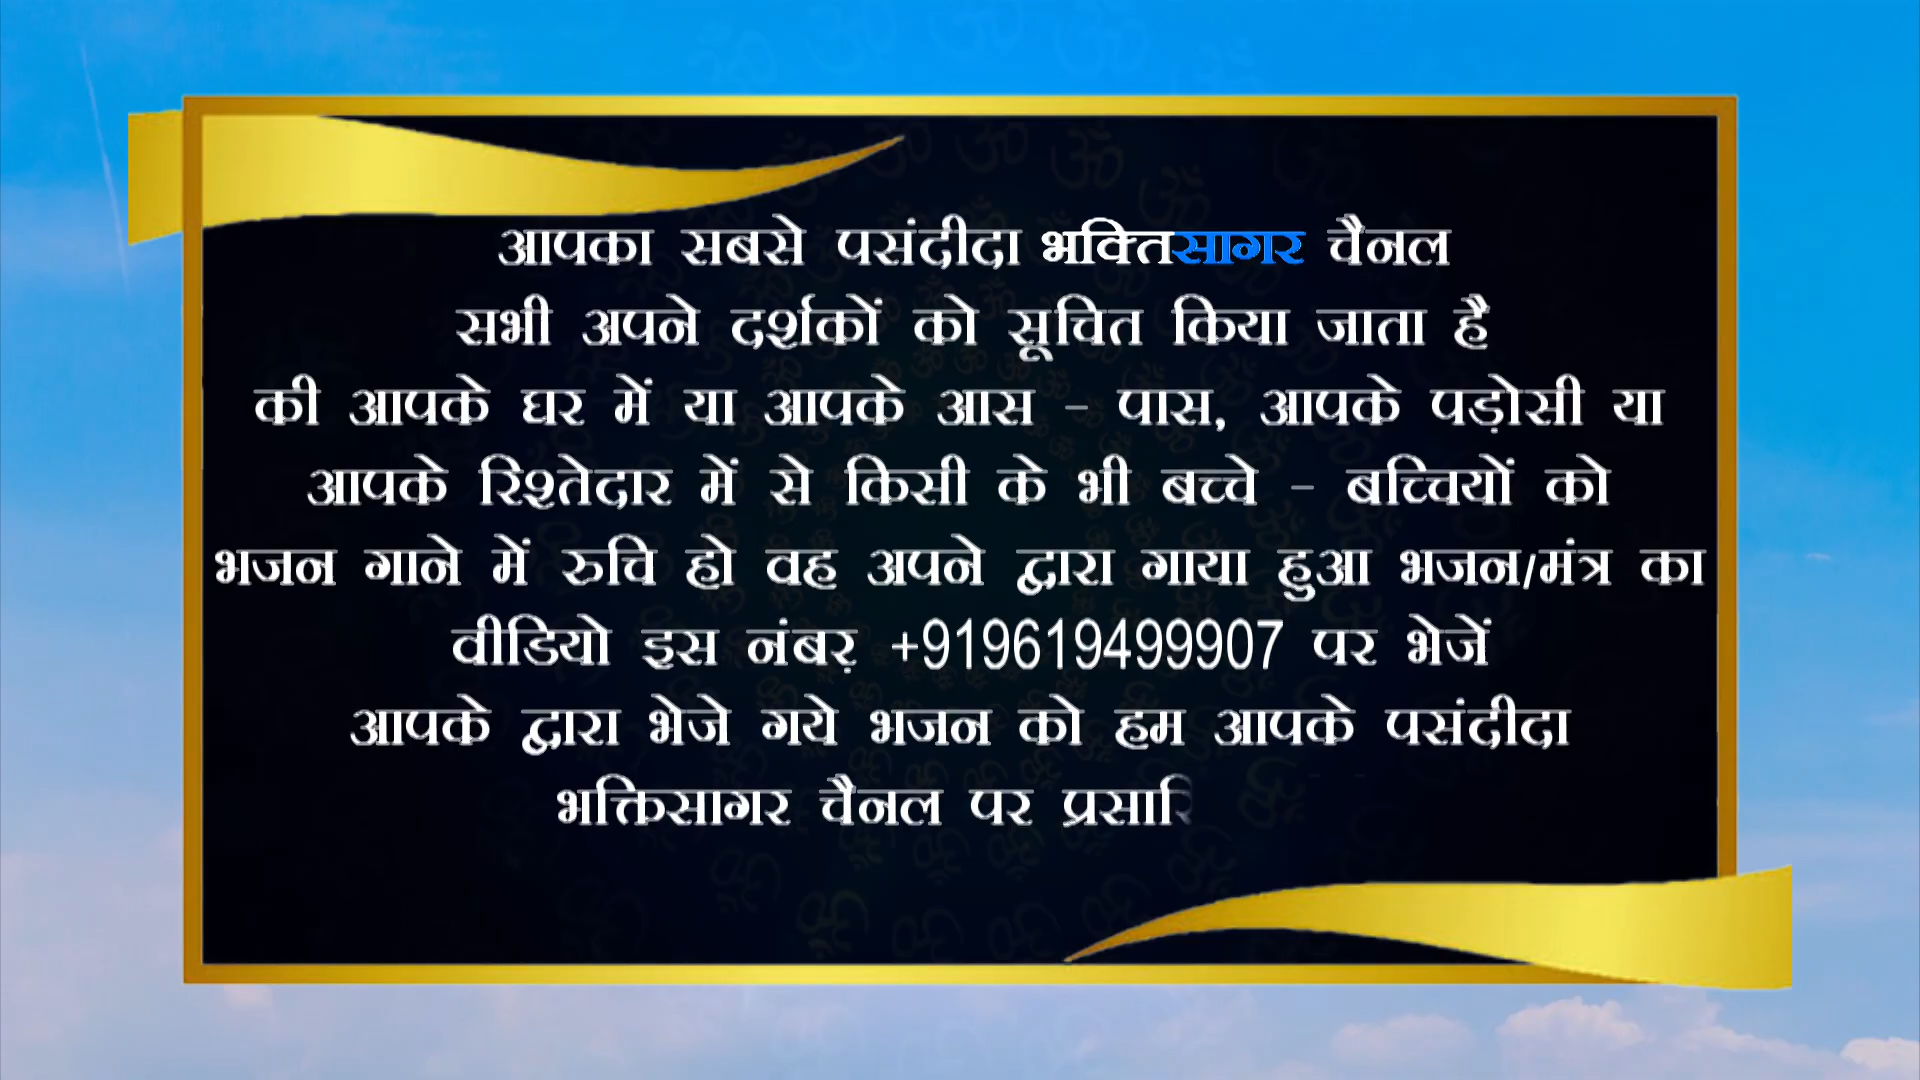 आपका सबसे पसंदीदा भक्तिसागर चैनल
सभी अपने दर्शकों को सूचित किया जाता है
की आपके घर में या आपके आस - पास, आपके पड़ोसी या
आपके रिश्तेदार में से किसी के भी बच्चे - बच्चियों को
भजन गाने में रुचि हो वह अपने द्वारा गाया हुआ भजन/मंत्र का
वीडियो इस नंबर +919619499907 पर भेजें
आपके द्वारा भेजे गये भजन को हम आपके पसंदीदा
भक्तिसागर चैनल पर